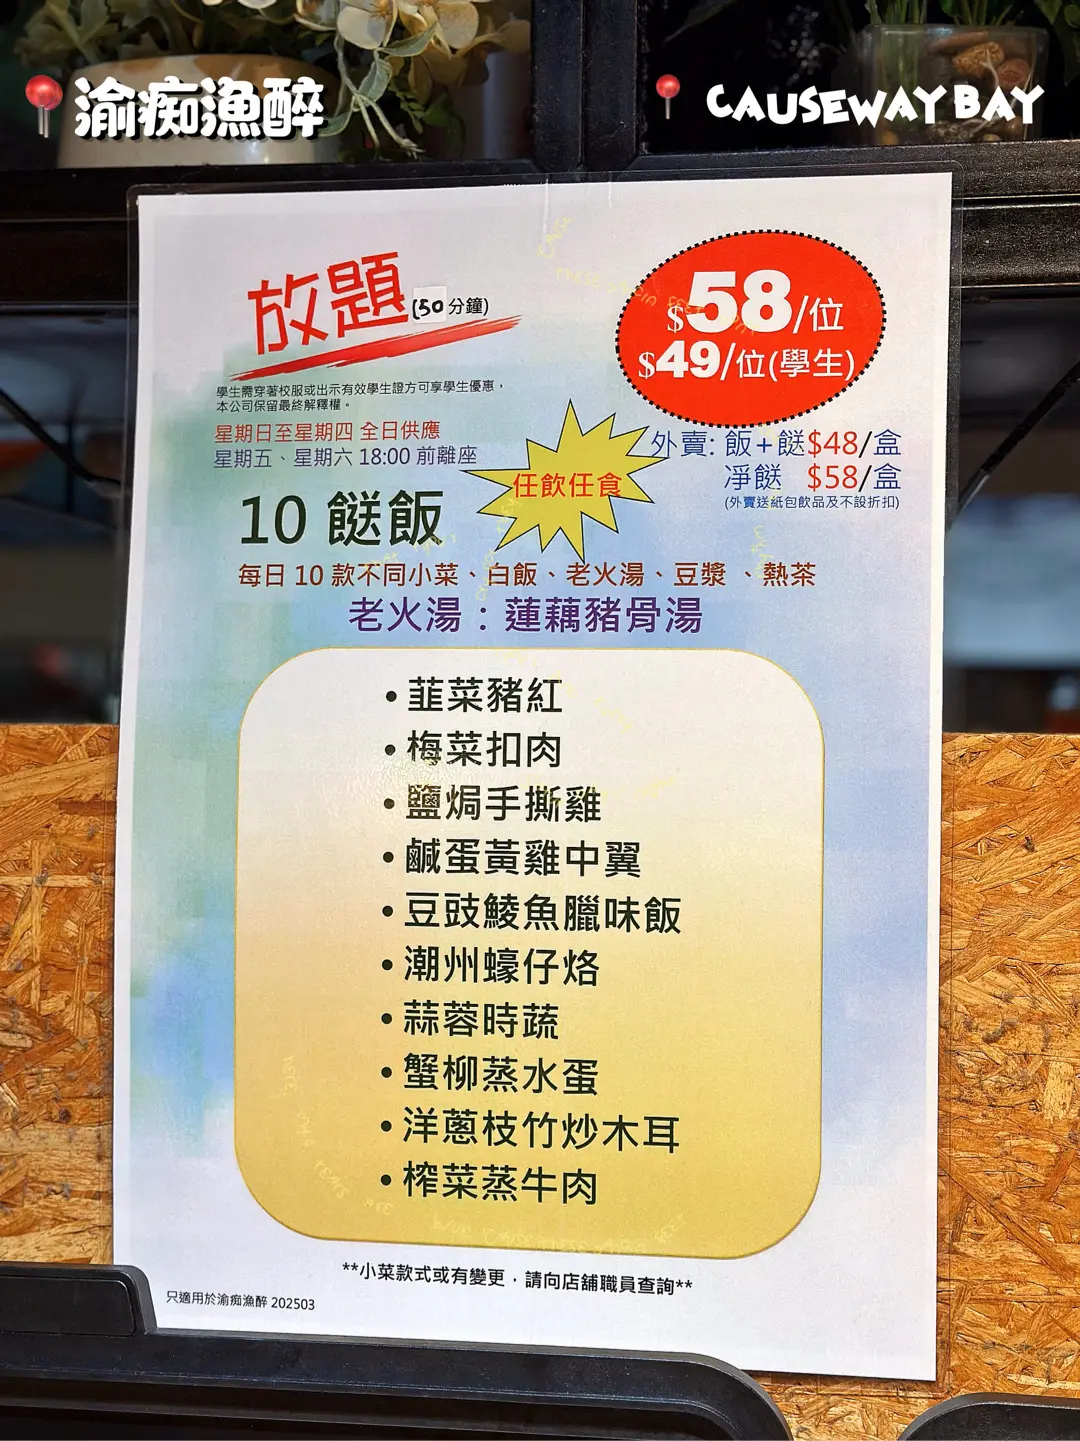 渝痴漁醉
CAUSEWAY BAY
放題(50分鐘)
$58/位
$49/位(學生)
學生需穿著校服或出示有效學生證方可享學生優惠，
本公司保留最終解釋權。
星期日至星期四 全日供應
星期五、星期六 18:00 前離座
任飲任食
外賣: 飯+餸$48/盒
凈餸 $58/盒
(外賣送紙包飲品及不設折扣)
10 餸飯
每日 10 款不同小菜、白飯、老火湯、豆漿 、熱茶
老火湯：蓮藕豬骨湯
•韮菜豬紅
•梅菜扣肉
•鹽焗手撕雞
•鹹蛋黃雞中翼
•豆豉鯪魚臘味飯
•潮州蠔仔烙
•蒜蓉時蔬
•蟹柳蒸水蛋
•洋蔥枝竹炒木耳
•榨菜蒸牛肉
**小菜款式或有變更，請向店舖職員查詢**
只適用於渝痴漁醉 202503